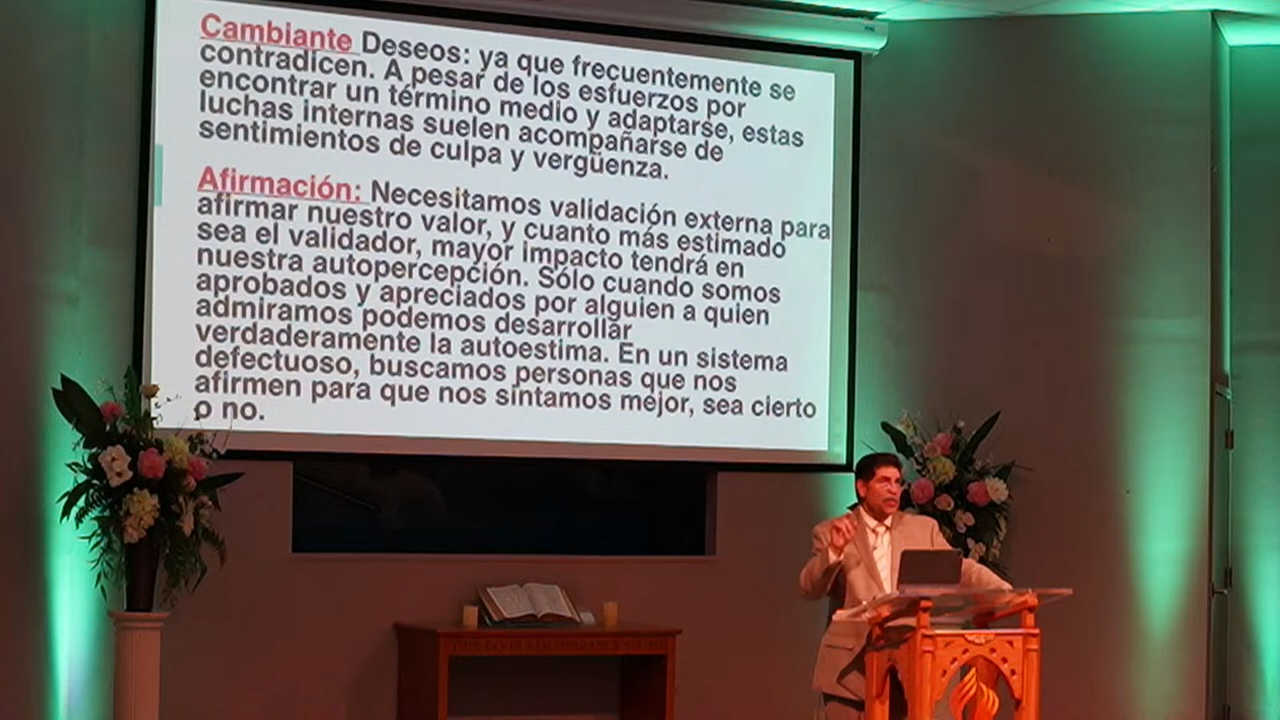 Cambiante Deseos: ya que frecuentemente se
contradicen. A pesar de los esfuerzos por
encontrar un término medio y adaptarse, estas
luchas internas suelen acompañarse de
sentimientos de culpa y vergüenza.
Afirmación: Necesitamos validación externa para
afirmar nuestro valor, y cuanto más estimado
sea el validador, mayor impacto tendrá en
nuestra autopercepción. Sólo cuando somos
aprobados y apreciados por alguien a quien
admiramos podemos desarrollar
verdaderamente la autoestima. En un sistema
defectuoso, buscamos personas que nos
afirmen para que nos sintamos mejor, sea cierto
o no.